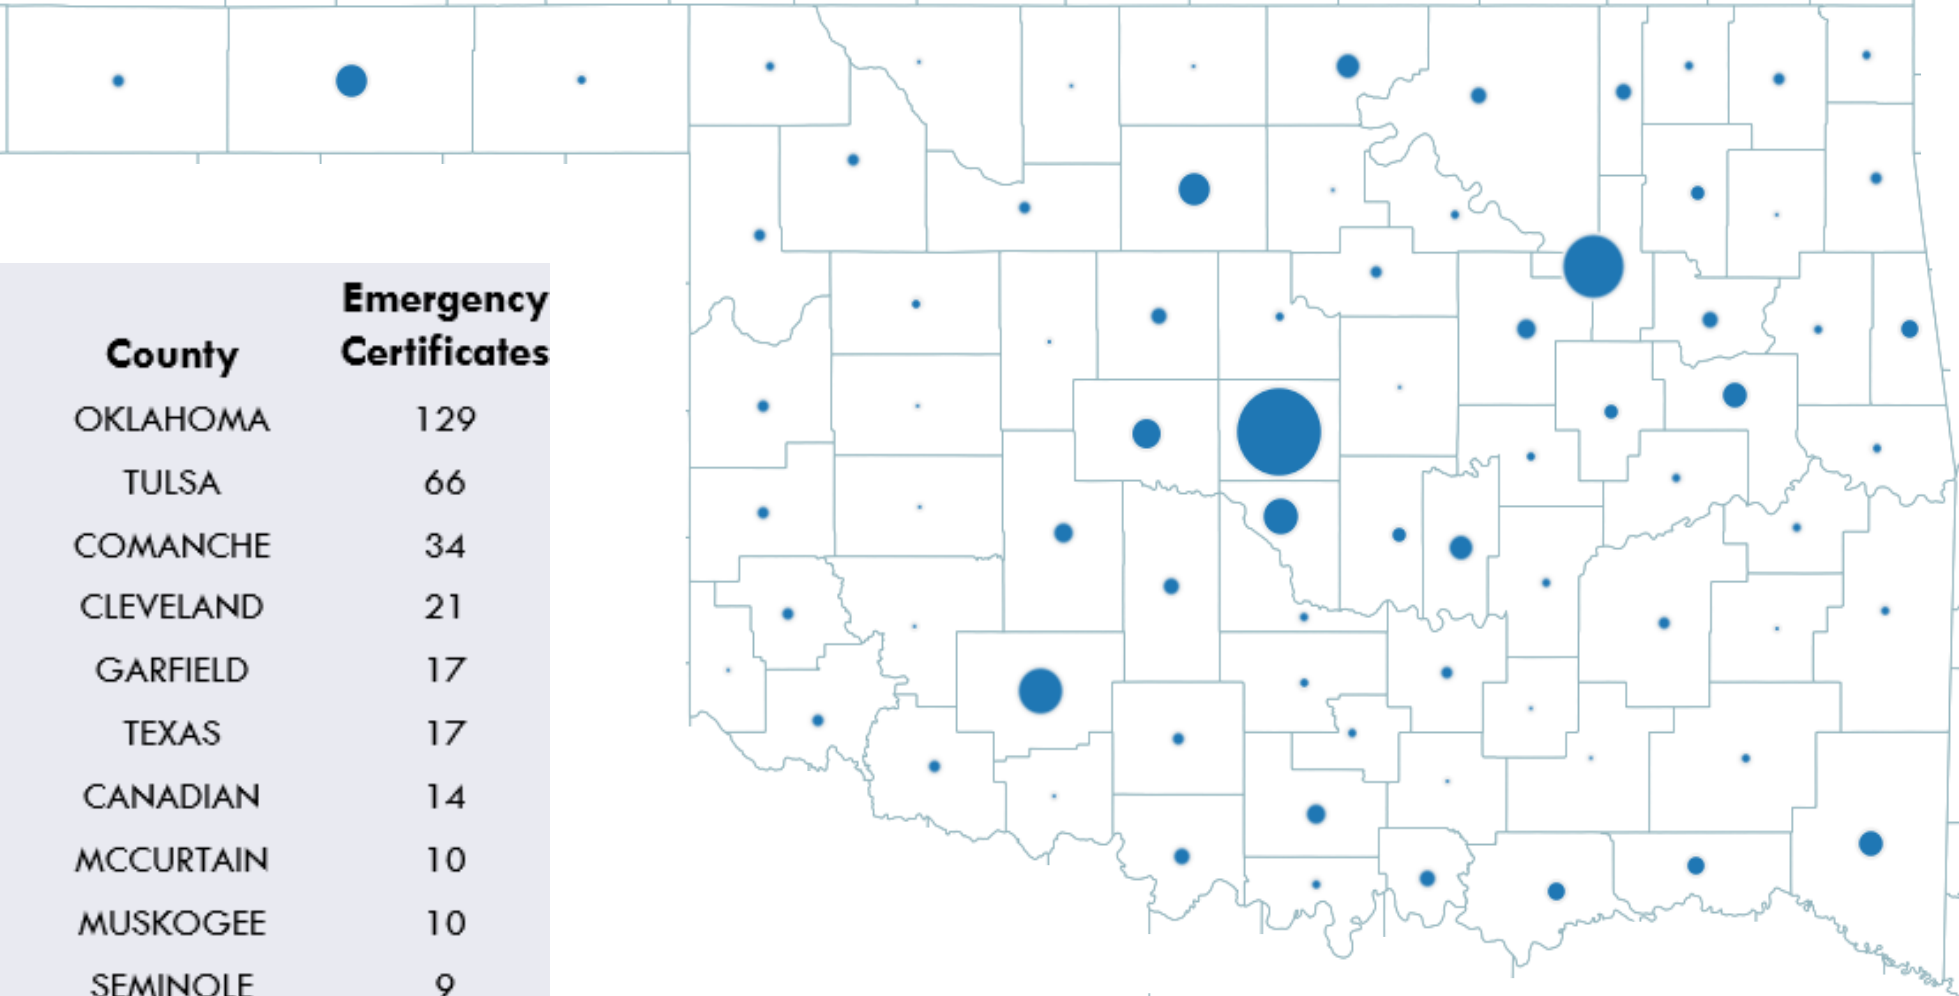 County Emergency Certificates
OKLAHOMA 129
TULSA 66
COMANCHE 34
CLEVELAND 21
GARFIELD 17
TEXAS 17
CANADIAN 14
MCCURTAIN 10
MUSKOGEE 10
SEMINOLE 9